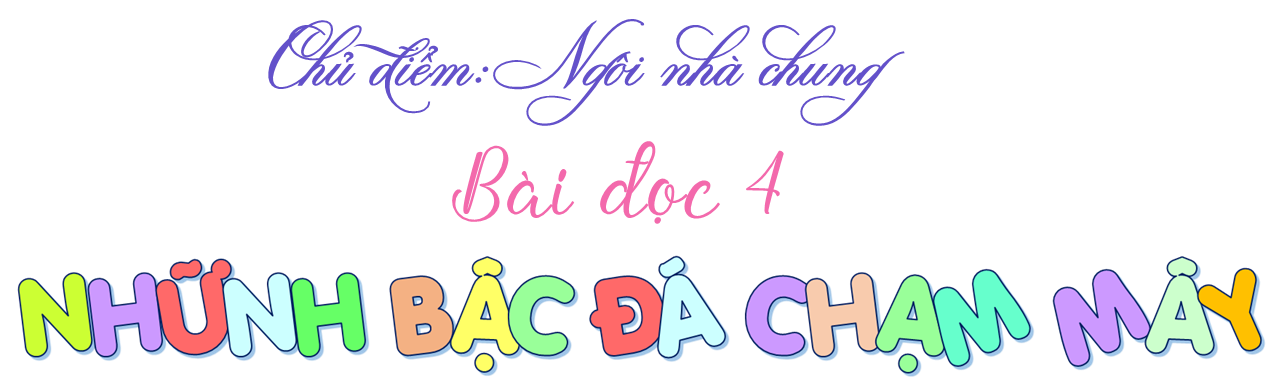 Chủ điểm: Ngôi nhà chung
Bài đọc 4
NHỮNH BẬC ĐÁ CHẠM MÂY